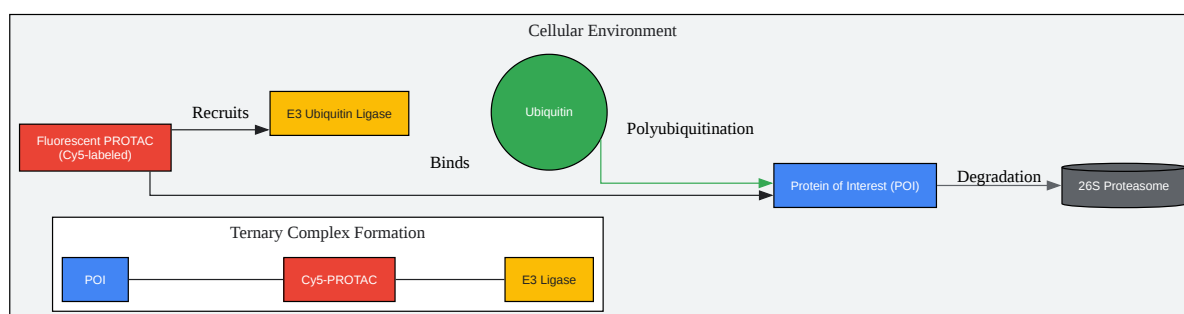 Cellular Environment
Recruits
E3 Ubiquitin Ligase
Ubiquitin
Fluorescent PROTAC
(Cy5-labeled)
Polyubiquitination
Binds
Protein of Interest (POI)
Degradation
26S Proteasome
Ternary Complex Formation
POI
Cy5-PROTAC
E3 Ligase